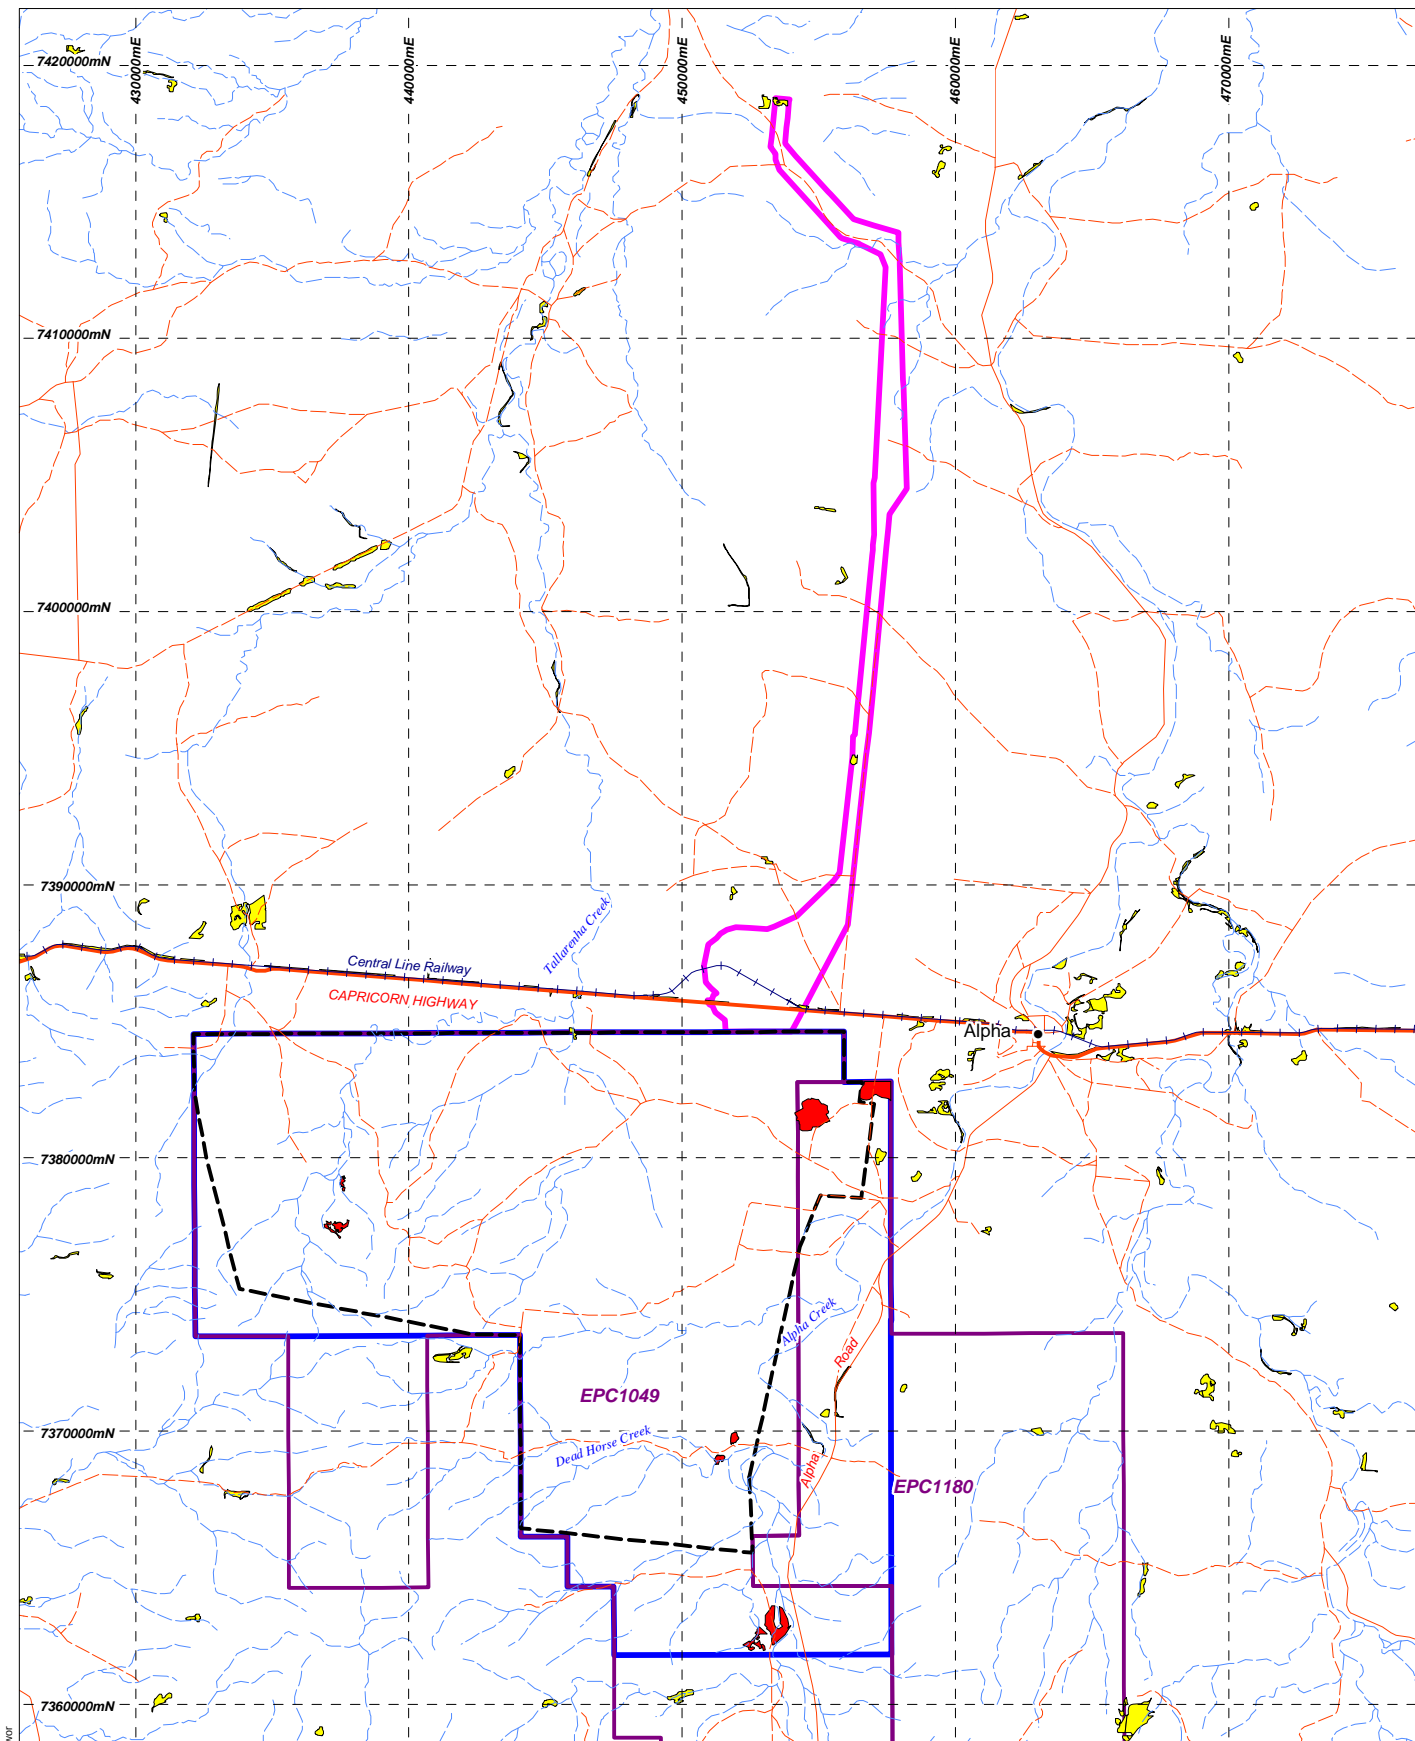 430000mE
440000mE
450000mE
460000mE
470000mE
7420000mN
7410000mN
7400000mN
7390000mN
Tallarenha Creek
Central Line Railway
CAPRICORN HIGHWAY
Alpha
7380000mN
Alpha Creek
Road
EPC1049
7370000mN
Dead Horse Creek
Alpha
EPC1180
7360000mN